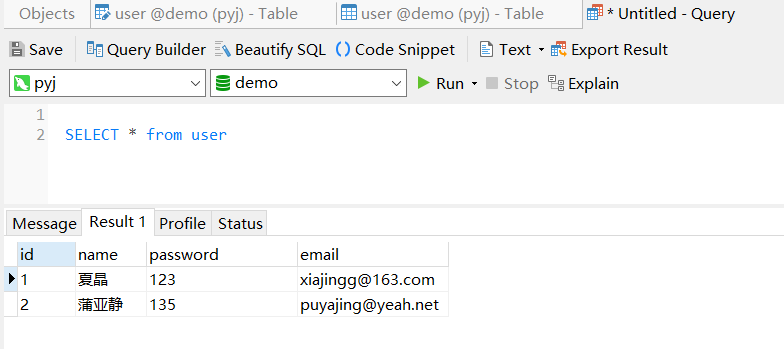 Objects user @demo (pyj) - Table user @demo (pyj) - Table * Untitled - Query
Save Query Builder Beautify SQL Code Snippet Text Export Result
pyj demo Run Stop Explain
1
2 SELECT * from user
Message Result 1 Profile Status
id name password email
1 夏晶 123 xiajingg@163.com
2 蒲亚静 135 puyajing@yeah.net